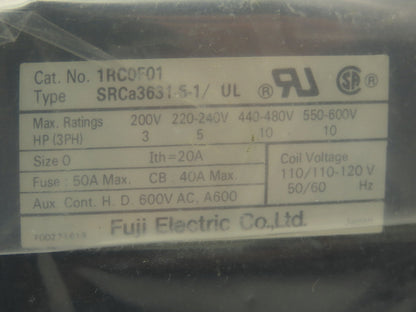 Cat. No. 1RC0F01
Type SRCa3631-5-1/ UL ® RU ® SA
Max. Ratings 200V 220-240V 440-480V 550-600V
HP (3PH) 3 5 10 10
Size 0 Ith=20A
Fuse : 50A Max. CB : 40A Max.
Aux. Cont. H. D. 600V AC, A600
Coil Voltage
110/110-120 V
50/60 Hz
Fuji Electric Co., Ltd.